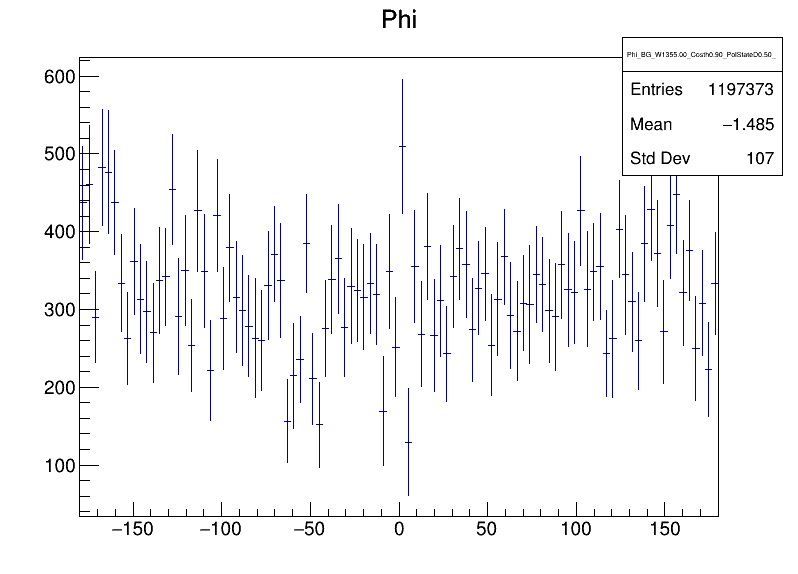 Phi
Phi_BG_W1355.00_Costh0.90_PolStateD0.50_
Entries 1197373
Mean −1.485
Std Dev 107
600
500
400
300
200
100
−150 −100 −50 0 50 100 150